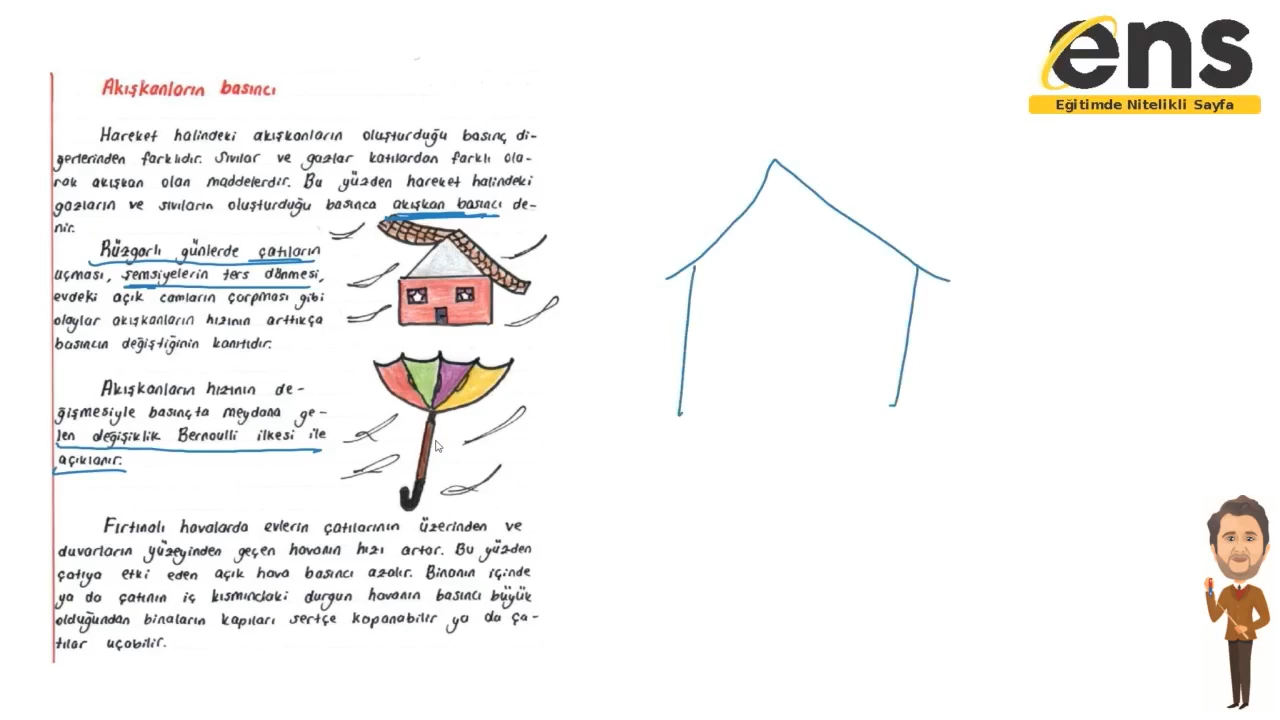 ens
Eğitimde Nitelikli Sayfa
Akışkanların basıncı
Hareket halindeki akışkanların oluşturduğu basınç di-
ğerlerinden farklıdır. Sıvılar ve gazlar katılardan farklı ola-
rak akışkan olan maddelerdir. Bu yüzden hareket halindeki
gazların ve sıvıların oluşturduğu basınca akışkan basıncı de-
nir.
Rüzgarlı günlerde çatıların
uçması, şemsiyelerin ters dönmesi,
evdeki açık camların çarpması gibi
olaylar akışkanların hızının arttıkça
basıncın değiştiğinin kanıtıdır.
Akışkanların hızının de-
ğişmesiyle basınçta meydana ge-
len değişiklik Bernoulli ilkesi ile
açıklanır.
Fırtınalı havalarda evlerin çatılarının üzerinden ve
duvarların yüzeyinden geçen havanın hızı artar. Bu yüzden
çatıya etki eden açık hava basıncı azalır. Binanın içinde
ya da çatının iç kısmındaki durgun havanın basıncı büyük
olduğundan binaların kapıları sertçe kapanabilir ya da ça-
tılar uçabilir.